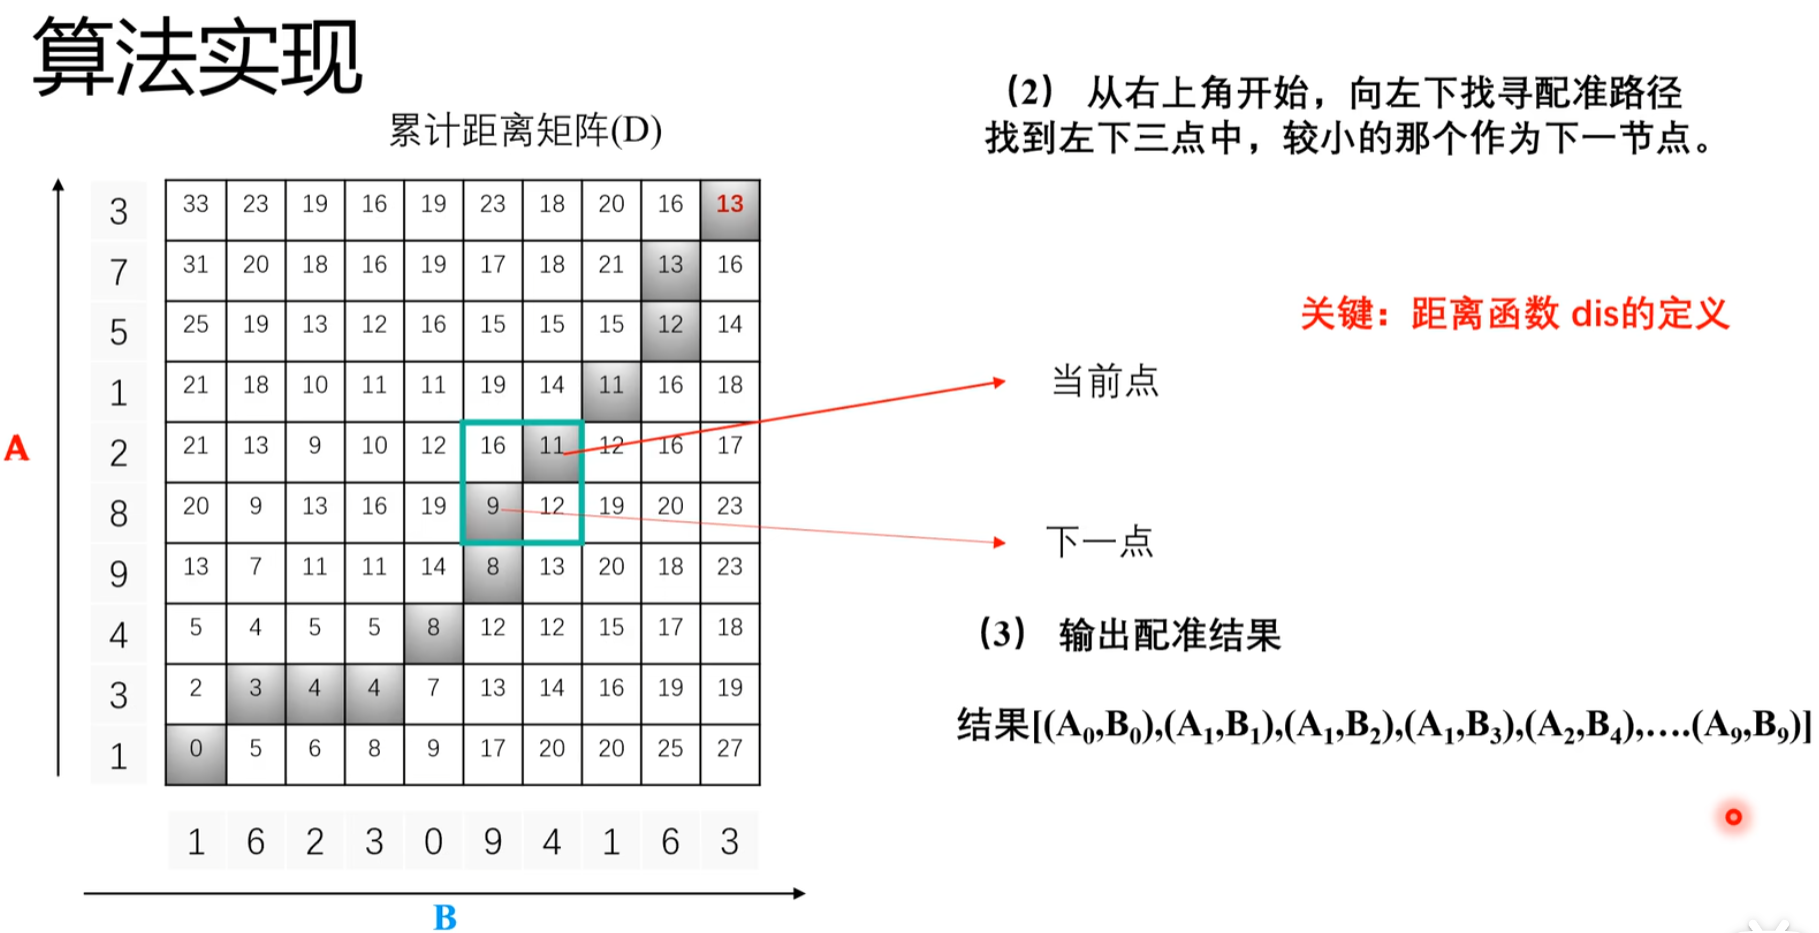 算法实现
累计距离矩阵(D)
(2) 从右上角开始，向左下找寻配准路径
找到左下三点中，较小的那个作为下一节点。
关键：距离函数 dis的定义
3 33 23 19 16 19 23 18 20 16 13
7 31 20 18 16 19 17 18 21 13 16
5 25 19 13 12 16 15 15 15 12 14
1 21 18 10 11 11 19 14 11 16 18
2 21 13 9 10 12 16 11 12 16 17
8 20 9 13 16 19 9 12 19 20 23
9 13 7 11 11 14 8 13 20 18 23
4 5 4 5 5 8 12 12 15 17 18
3 2 3 4 4 7 13 14 16 19 19
1 0 5 6 8 9 17 20 20 25 27
1 6 2 3 0 9 4 1 6 3
A
B
当前点
下一点
(3) 输出配准结果
结果[(A₀,B₀),(A₁,B₁),(A₁,B₂),(A₁,B₃),(A₂,B₄),….(A₉,B₉)]